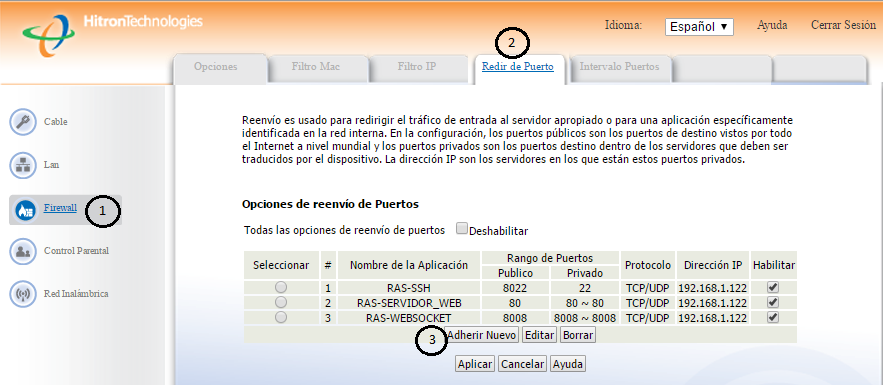 HitronTechnologies
Idioma: Español Ayuda Cerrar Sesión
2
Opciones Filtro Mac Filtro IP Redir de Puerto Intervalo Puertos
Cable
Lan
Firewall 1
Control Parental
Red Inalámbrica
Reenvío es usado para redirigir el tráfico de entrada al servidor apropiado o para una aplicación específicamente
identificada en la red interna. En la configuración, los puertos públicos son los puertos de destino vistos por todo
el Internet a nivel mundial y los puertos privados son los puertos destino dentro de los servidores que deben ser
traducidos por el dispositivo. La dirección IP son los servidores en los que están estos puertos privados.
Opciones de reenvío de Puertos
Todas las opciones de reenvío de puertos Deshabilitar
Seleccionar # Nombre de la Aplicación Rango de Puertos Protocolo Dirección IP Habilitar
Publico Privado
1 RAS-SSH 8022 22 TCP/UDP 192.168.1.122
2 RAS-SERVIDOR_WEB 80 80 ~ 80 TCP/UDP 192.168.1.122
3 RAS-WEBSOCKET 8008 8008 ~ 8008 TCP/UDP 192.168.1.122
3 Adherir Nuevo Editar Borrar
Aplicar Cancelar Ayuda